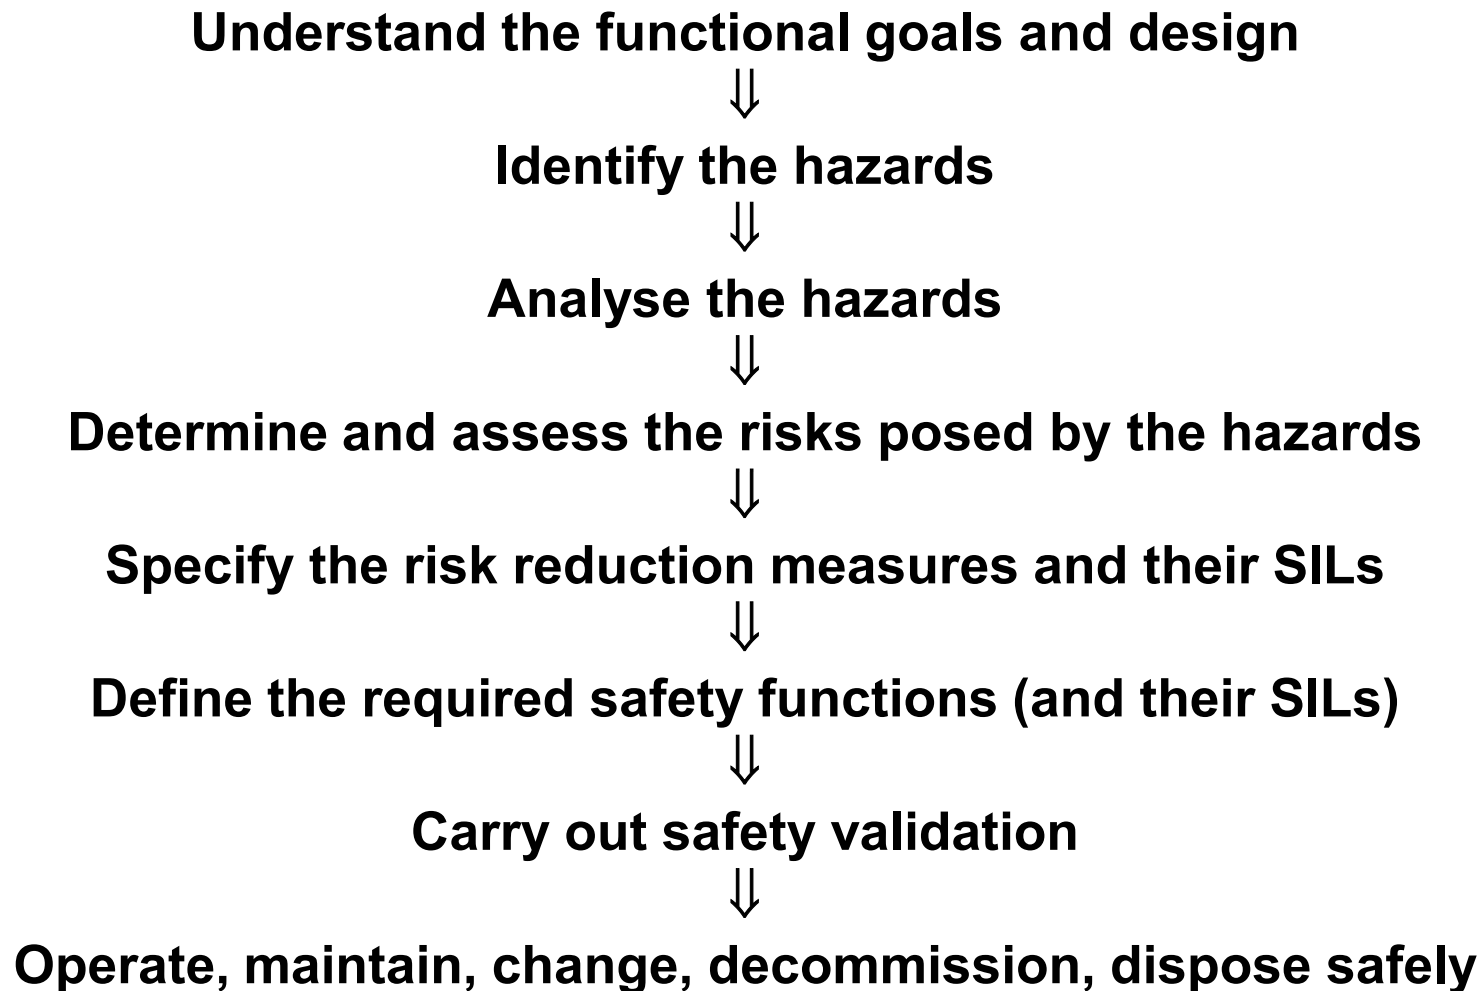 Understand the functional goals and design
⇓
Identify the hazards
⇓
Analyse the hazards
⇓
Determine and assess the risks posed by the hazards
⇓
Specify the risk reduction measures and their SILs
⇓
Define the required safety functions (and their SILs)
⇓
Carry out safety validation
⇓
Operate, maintain, change, decommission, dispose safely